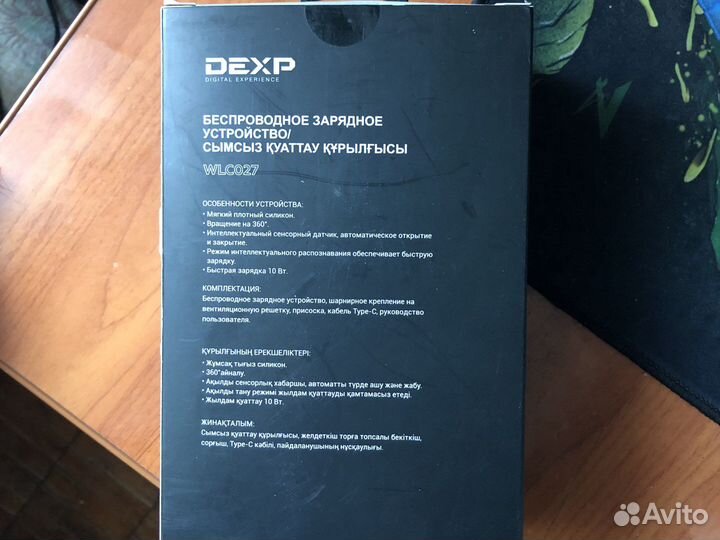 DEXP
DIGITAL EXPERIENCE
БЕСПРОВОДНОЕ ЗАРЯДНОЕ
УСТРОЙСТВО/
СЫМСЫЗ ҚУАТТАУ ҚҰРЫЛҒЫСЫ
WLC027
ОСОБЕННОСТИ УСТРОЙСТВА:
• Мягкий плотный силикон.
• Вращение на 360°.
• Интеллектуальный сенсорный датчик, автоматическое открытие
и закрытие.
• Режим интеллектуального распознавания обеспечивает быструю
зарядку.
• Быстрая зарядка 10 Вт.
КОМПЛЕКТАЦИЯ:
Беспроводное зарядное устройство, шарнирное крепление на
вентиляционную решетку, присоска, кабель Type-C, руководство
пользователя.
ҚҰРЫЛҒЫНЫҢ ЕРЕКШЕЛІКТЕРІ:
• Жұмсақ тығыз силикон.
• 360°айналу.
• Ақылды сенсорлық хабаршы, автоматты түрде ашу және жабу.
• Ақылды тану режимі жылдам қуаттауды қамтамасыз етеді.
• Жылдам қуаттау 10 Вт.
ЖИНАҚТАЛЫМ:
Сымсыз қуаттау құрылғысы, желдеткіш торға топсалы бекіткіш,
сорғыш, Type-C кәбілі, пайдаланушының нұсқаулығы.
Avito